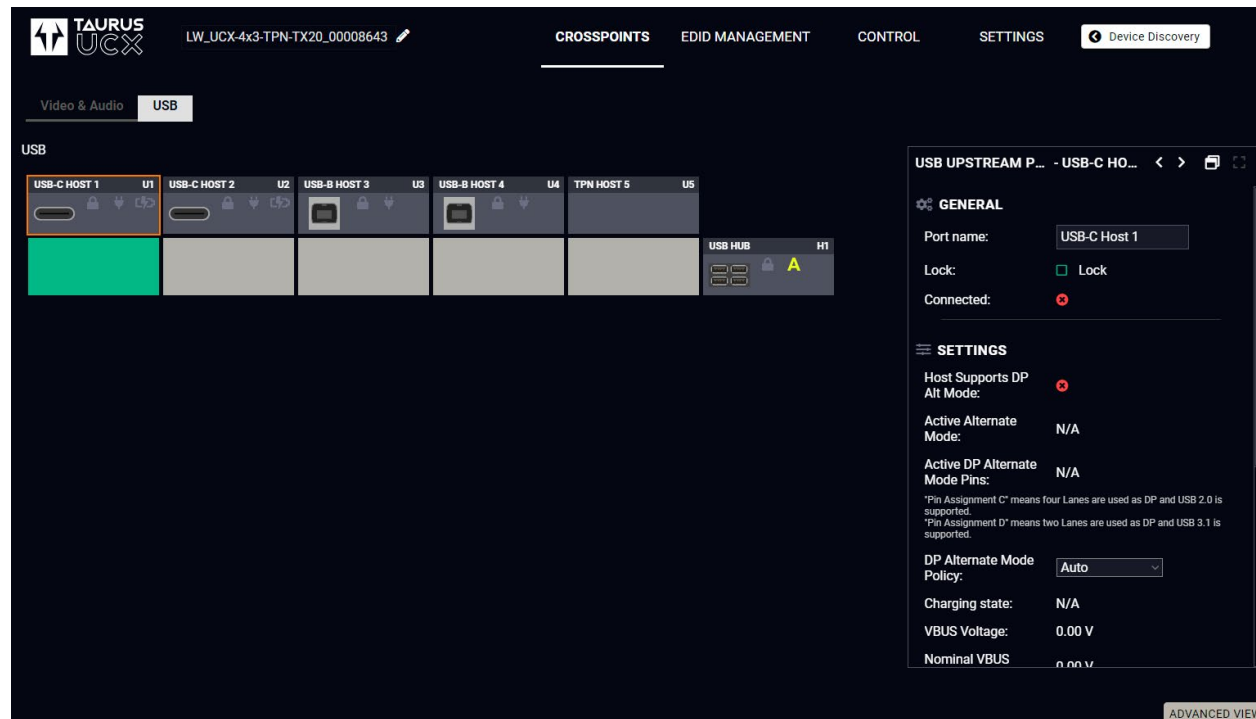 TAURUS
UCX
LW_UCX-4x3-TPN-TX20_00008643
CROSSPOINTS
EDID MANAGEMENT
CONTROL
SETTINGS
Device Discovery
Video & Audio
USB
USB
USB-C HOST 1 U1
USB-C HOST 2 U2
USB-B HOST 3 U3
USB-B HOST 4 U4
TPN HOST 5 U5
USB HUB H1
A
USB UPSTREAM P... - USB-C HO...
GENERAL
Port name: USB-C Host 1
Lock: Lock
Connected:
SETTINGS
Host Supports DP
Alt Mode:
Active Alternate
Mode: N/A
Active DP Alternate
Mode Pins: N/A
"Pin Assignment C" means four Lanes are used as DP and USB 2.0 is
supported.
"Pin Assignment D" means two Lanes are used as DP and USB 3.1 is
supported.
DP Alternate Mode
Policy: Auto
Charging state: N/A
VBUS Voltage: 0.00 V
Nominal VBUS
0.00 V
ADVANCED VIE